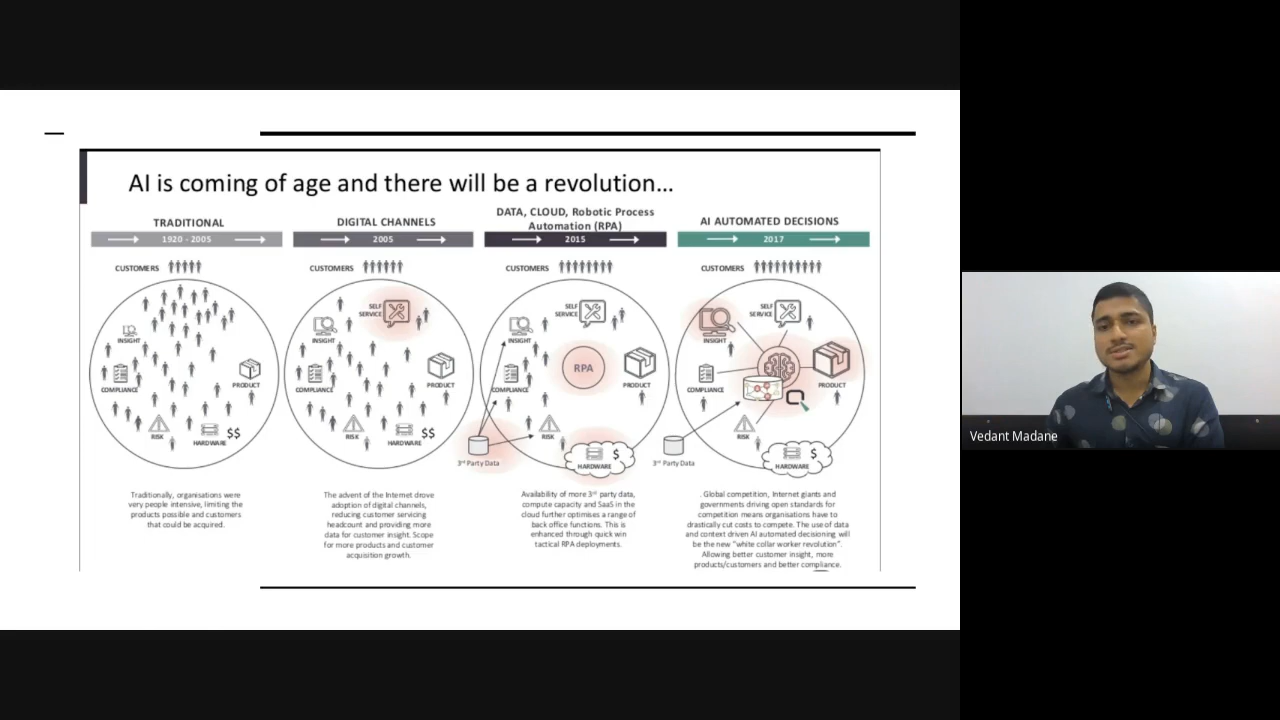 AI is coming of age and there will be a revolution...
TRADITIONAL
1920 - 2005
CUSTOMERS
INSIGHT
COMPLIANCE
PRODUCT
RISK
HARDWARE
$$
Traditionally, organisations were
very people intensive, limiting the
products possible and customers
that could be acquired.
DIGITAL CHANNELS
2005
CUSTOMERS
SELF
SERVICE
INSIGHT
COMPLIANCE
PRODUCT
RISK
HARDWARE
$$
The advent of the Internet drove
adoption of digital channels,
reducing customer servicing
headcount and providing more
data for customer insight. Scope
for more products and customer
acquisition growth.
DATA, CLOUD, Robotic Process
Automation (RPA)
2015
CUSTOMERS
SELF
SERVICE
INSIGHT
RPA
COMPLIANCE
PRODUCT
RISK
3rd Party Data
HARDWARE
$
Availability of more 3rd party data,
compute capacity and SaaS in the
cloud further optimises a range of
back office functions. This is
enhanced through quick win
tactical RPA deployments.
AI AUTOMATED DECISIONS
2017
CUSTOMERS
SELF
SERVICE
INSIGHT
COMPLIANCE
PRODUCT
RISK
3rd Party Data
HARDWARE
$
. Global competition, Internet giants and
governments driving open standards for
competition means organisations have to
drastically cut costs to compete. The use of data
and context driven AI automated decisioning will
be the new "white collar worker revolution".
Allowing better customer insight, more
products/customers and better compliance.
Vedant Madane